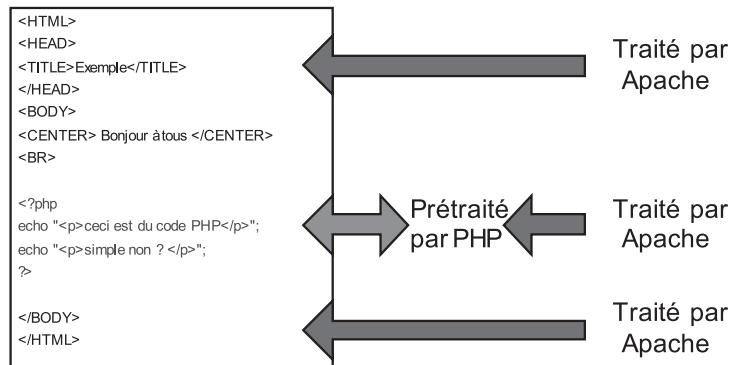 <HTML>
<HEAD>
<TITLE>Exemple</TITLE>
</HEAD>
<BODY>
<CENTER> Bonjour àtous </CENTER>
<BR>
<?php
echo "<p>ceci est du code PHP</p>";
echo "<p>simple non ? </p>";
?>
</BODY>
</HTML>
Traité par
Apache
Prétraité
par PHP
Traité par
Apache
Traité par
Apache